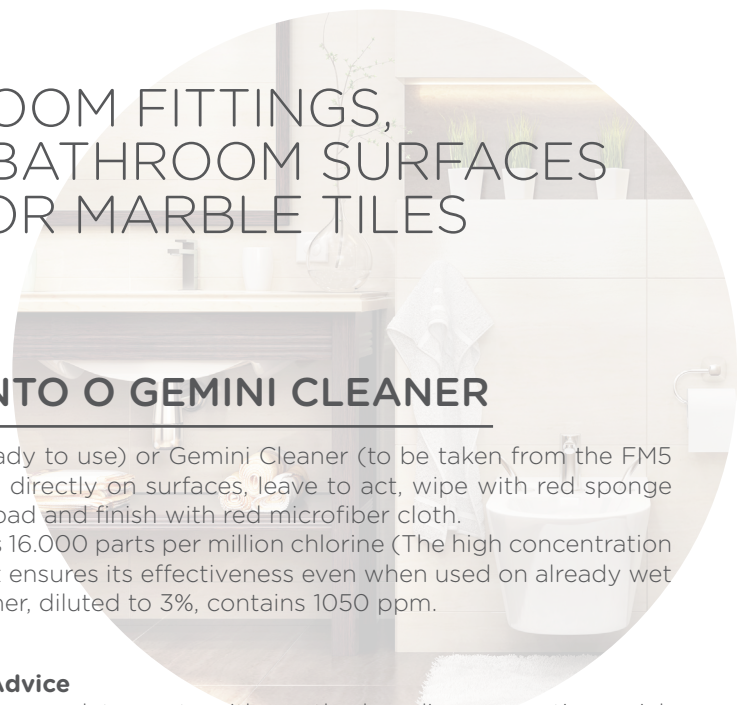 OOM FITTINGS,
BATHROOM SURFACES
OR MARBLE TILES
NTO O GEMINI CLEANER
ady to use) or Gemini Cleaner (to be taken from the FM5
directly on surfaces, leave to act, wipe with red sponge
pad and finish with red microfiber cloth.
s 16.000 parts per million chlorine (The high concentration
t ensures its effectiveness even when used on already wet
ner, diluted to 3%, contains 1050 ppm.
Advice